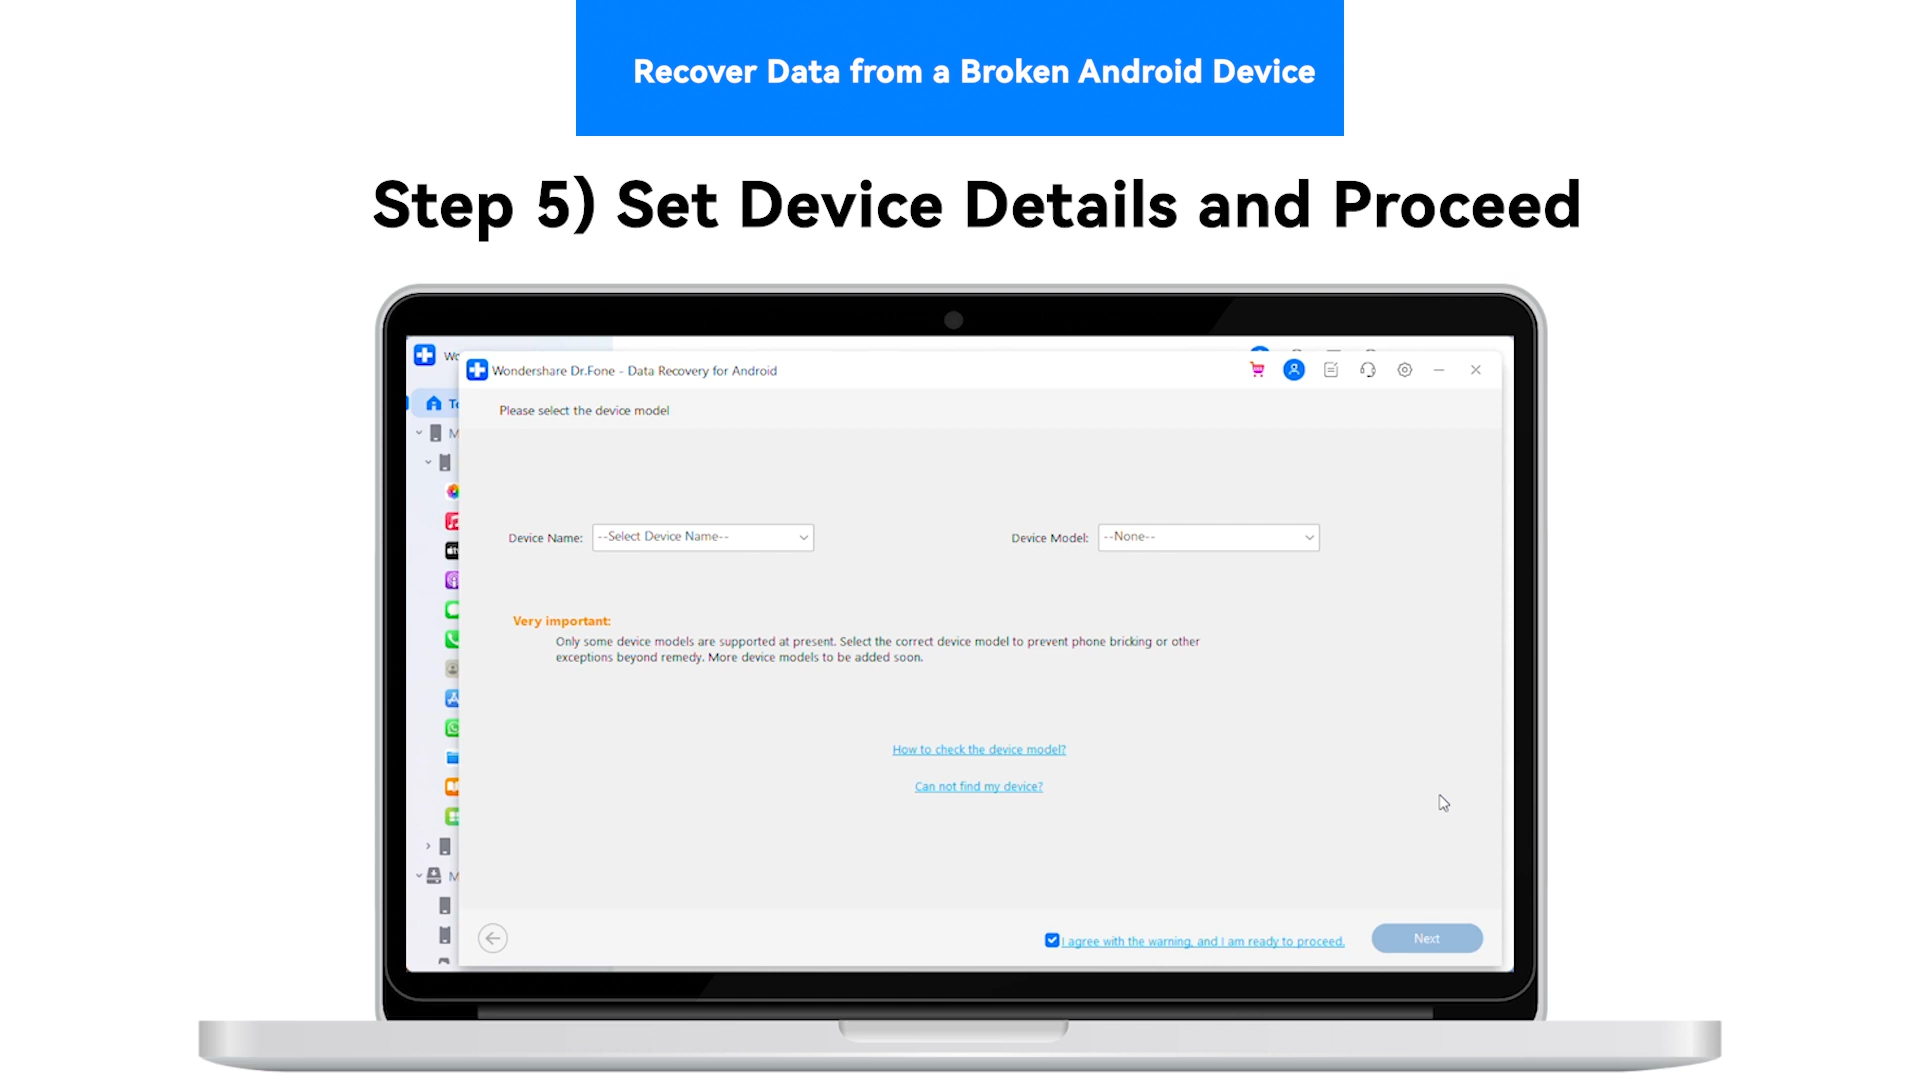 Recover Data from a Broken Android Device
Step 5) Set Device Details and Proceed
Wondershare Dr.Fone - Data Recovery for Android
Please select the device model
Device Name: --Select Device Name--
Device Model: --None--
Very important:
Only some device models are supported at present. Select the correct device model to prevent phone bricking or other
exceptions beyond remedy. More device models to be added soon.
How to check the device model?
Can not find my device?
I agree with the warning, and I am ready to proceed.
Next